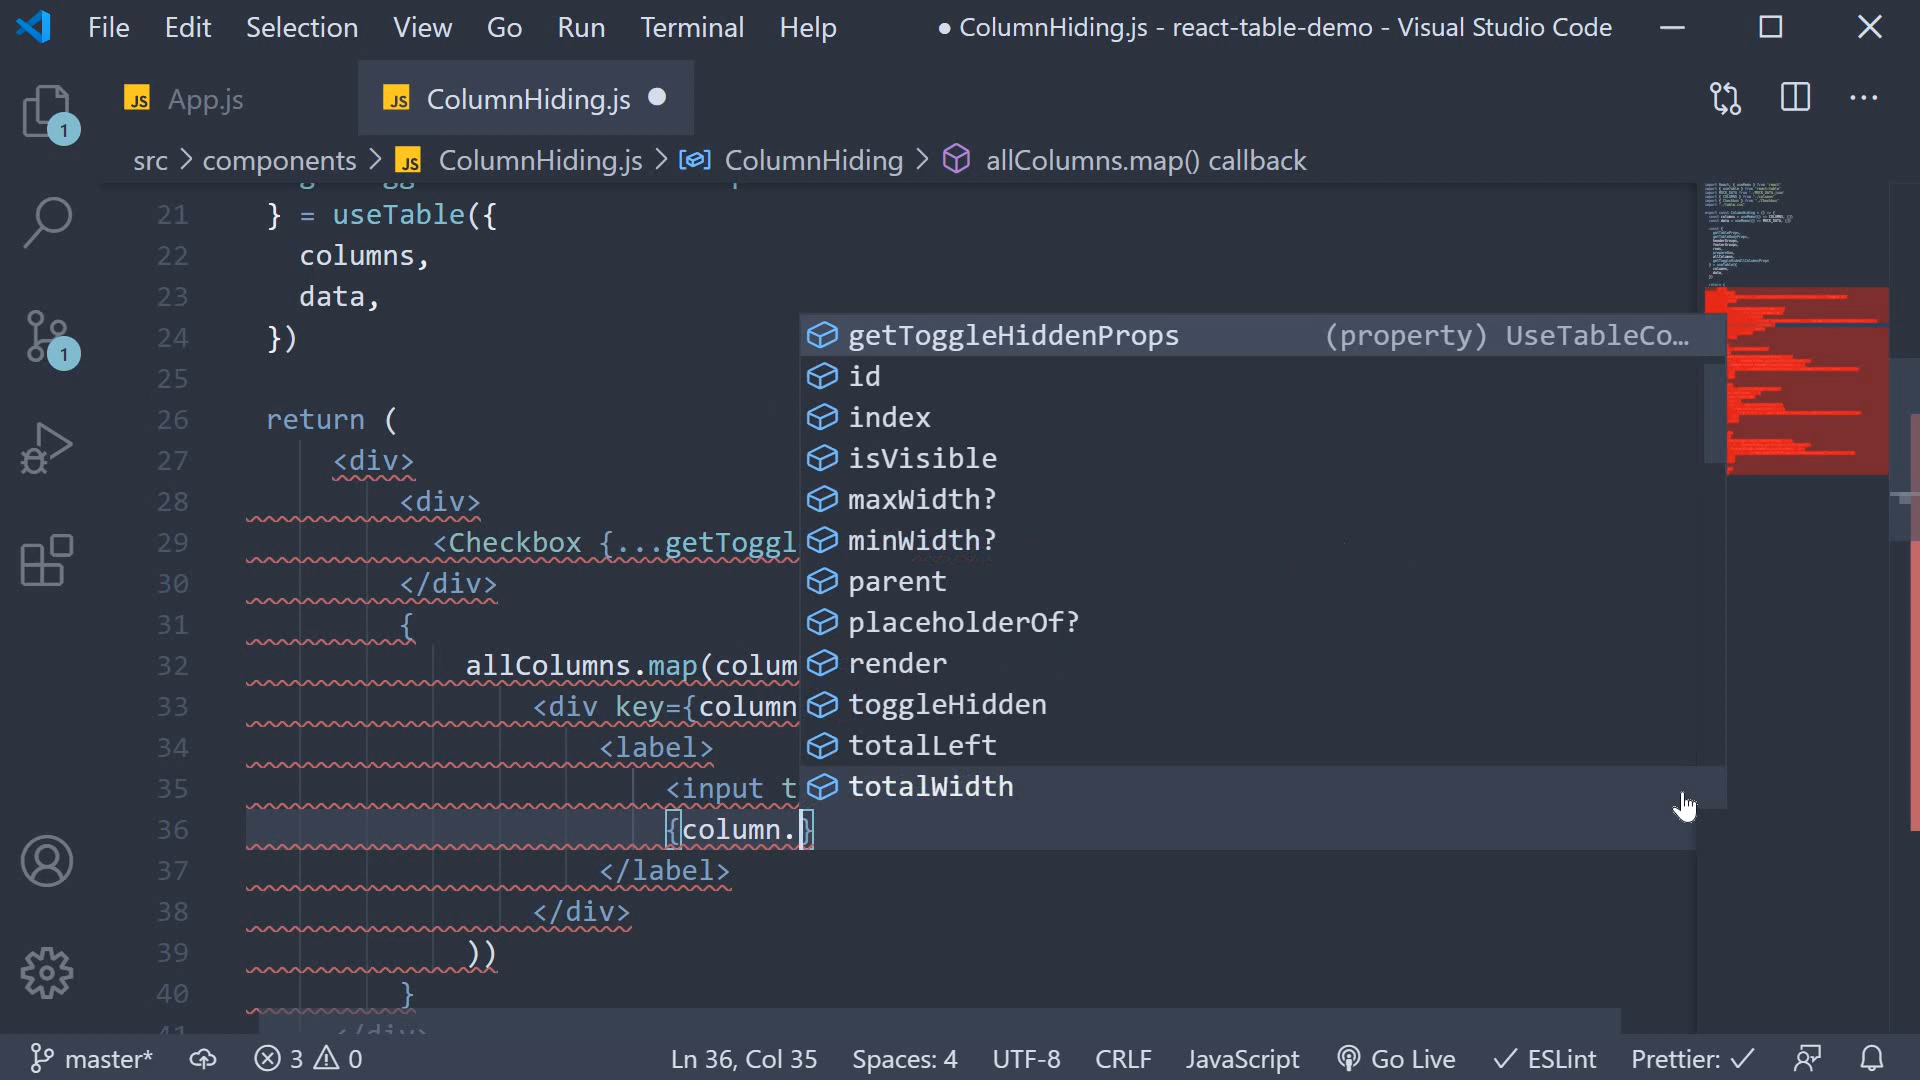 File Edit Selection View Go Run Terminal Help ● ColumnHiding.js - react-table-demo - Visual Studio Code
JS App.js JS ColumnHiding.js ●
src > components > JS ColumnHiding.js > ColumnHiding > allColumns.map() callback
21 } = useTable({
22 columns,
23 data,
24 })
25
26 return (
27 <div>
28 <div>
29 <Checkbox {...getToggl
30 </div>
31 {
32 allColumns.map(colum
33 <div key={column
34 <label>
35 <input t
36 {column.}
37 </label>
38 </div>
39 ))
40 }
41 </div>
getToggleHiddenProps (property) UseTableCo…
id
index
isVisible
maxWidth?
minWidth?
parent
placeholderOf?
render
toggleHidden
totalLeft
totalWidth
1
1
master* 3 0 Ln 36, Col 35 Spaces: 4 UTF-8 CRLF JavaScript Go Live ESLint Prettier: ✓